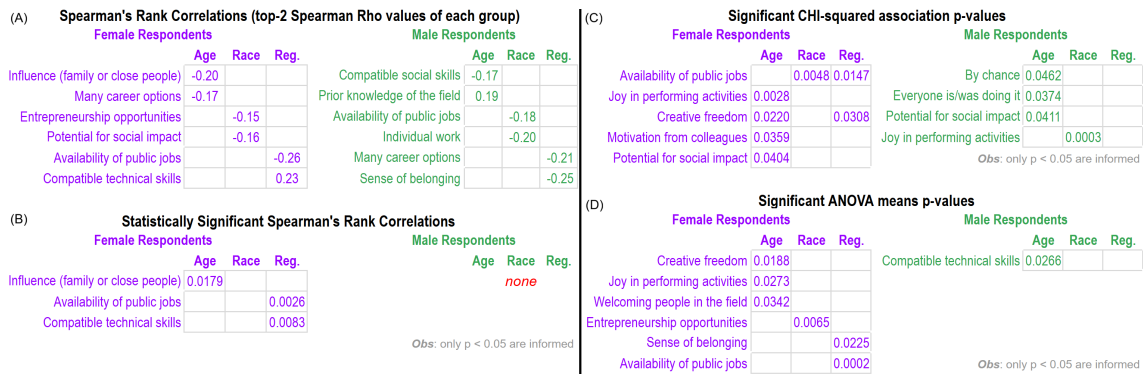 (A) Spearman's Rank Correlations (top-2 Spearman Rho values of each group)
Female Respondents Male Respondents
Age Race Reg. Age Race Reg.
Influence (family or close people) -0.20 Compatible social skills -0.17
Many career options -0.17 Prior knowledge of the field 0.19
Entrepreneurship opportunities -0.15 Availability of public jobs -0.18
Potential for social impact -0.16 Individual work -0.20
Availability of public jobs -0.26 Many career options -0.21
Compatible technical skills 0.23 Sense of belonging -0.25
(B) Statistically Significant Spearman's Rank Correlations
Female Respondents Male Respondents
Age Race Reg. Age Race Reg.
Influence (family or close people) 0.0179 none
Availability of public jobs 0.0026
Compatible technical skills 0.0083
Obs: only p < 0.05 are informed
(C) Significant CHI-squared association p-values
Female Respondents Male Respondents
Age Race Reg. Age Race Reg.
Availability of public jobs 0.0048 0.0147 By chance 0.0462
Joy in performing activities 0.0028 Everyone is/was doing it 0.0374
Creative freedom 0.0220 0.0308 Potential for social impact 0.0411
Motivation from colleagues 0.0359 Joy in performing activities 0.0003
Potential for social impact 0.0404 Obs: only p < 0.05 are informed
(D) Significant ANOVA means p-values
Female Respondents Male Respondents
Age Race Reg. Age Race Reg.
Creative freedom 0.0188 Compatible technical skills 0.0266
Joy in performing activities 0.0273
Welcoming people in the field 0.0342
Entrepreneurship opportunities 0.0065
Sense of belonging 0.0225
Availability of public jobs 0.0002 Obs: only p < 0.05 are informed